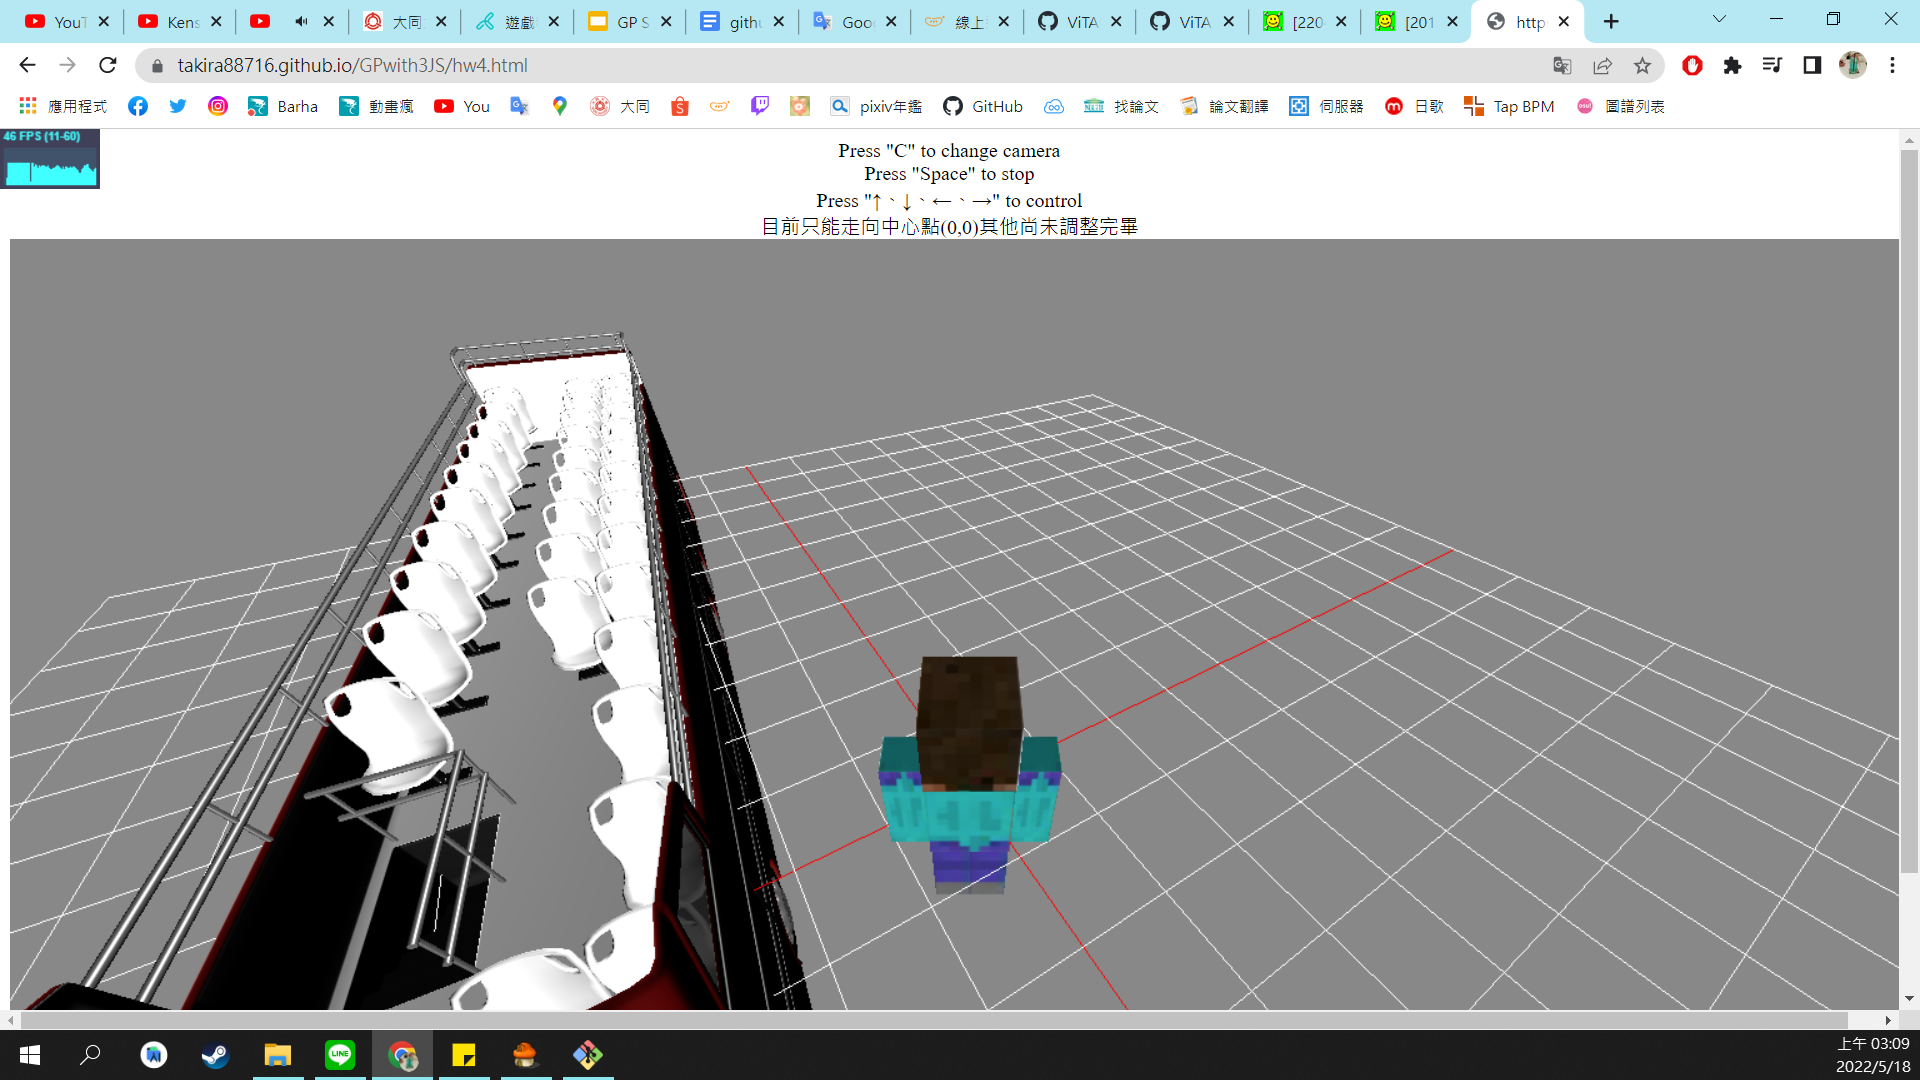 YouT
Kens
大同
遊戲
GP S
githu
Goo
線上
ViTA
ViTA
[220
[201
http
takira88716.github.io/GPwith3JS/hw4.html
應用程式
Barha
動畫瘋
You
大同
pixiv年鑑
GitHub
找論文
論文翻譯
伺服器
日歌
Tap BPM
圖譜列表
46 FPS (11-60)
Press "C" to change camera
Press "Space" to stop
Press "↑、↓、←、→" to control
目前只能走向中心點(0,0)其他尚未調整完畢
上午 03:09
2022/5/18